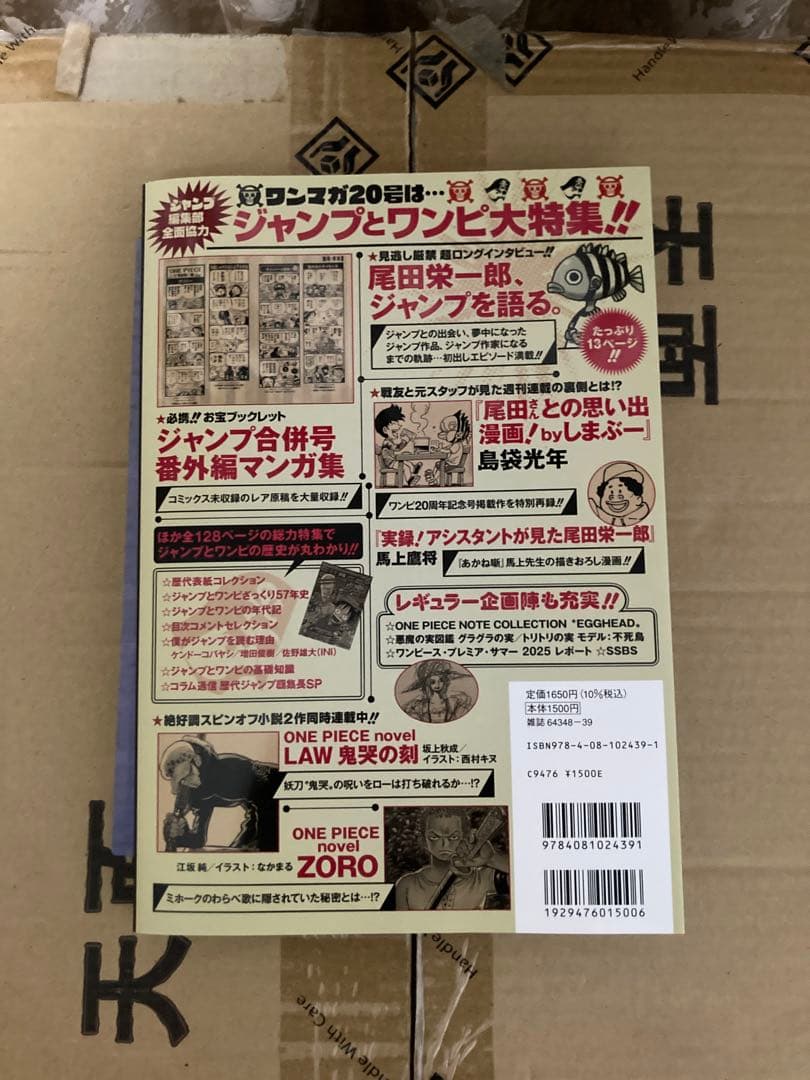 Handle With Care
ジャンプ
編集部
全面協力
ワンマガ20号は…
ジャンプとワンピ大特集!!
ONE PIECE
★見逃し厳禁 超ロングインタビュー!!
尾田栄一郎、
ジャンプを語る。
ジャンプとの出会い、夢中になった
ジャンプ作品、ジャンプ作家になる
までの軌跡…初出しエピソード満載!!
たっぷり
13ページ
!!
★必携!! お宝ブックレット
ジャンプ合併号
番外編マンガ集
コミックス未収録のレア原稿を大量収録!!
★戦友と元スタッフが見た週刊連載の裏側とは!?
『尾田さんとの思い出
漫画!byしまぶー』
島袋光年
ワンピ20周年記念号掲載作を特別再録!!
『実録!アシスタントが見た尾田栄一郎』
馬上鷹将
『あかね噺』馬上先生の描きおろし漫画!!
ほか全128ページの総力特集で
ジャンプとワンピの歴史が丸わかり!!
☆歴代表紙コレクション
☆ジャンプとワンピざっくり57年史
☆ジャンプとワンピの年代記
☆目次コメントセレクション
☆僕がジャンプを読む理由
ケンドーコバヤシ/増田俊樹/佐野雄大(INI)
☆ジャンプとワンピの基礎知識
☆コラム通信 歴代ジャンプ編集長SP
レギュラー企画陣も充実!!
☆ONE PIECE NOTE COLLECTION "EGGHEAD"
☆悪魔の実図鑑 グラグラの実/トリトリの実 モデル:不死鳥
☆ワンピース・プレミア・サマー 2025 レポート ☆SSBS
★絶好調スピンオフ小説2作同時連載中!!
ONE PIECE novel
LAW 鬼哭の刻
坂上秋成/
イラスト:西村キヌ
妖刀"鬼哭"の呪いをローは打ち破れるか…!?
ONE PIECE
novel
ZORO
江坂 純/イラスト:なかまる
ミホークのわらべ歌に隠されていた秘密とは…!?
定価1650円(10%税込)
本体1500円
雑誌 64348-39
ISBN978-4-08-102439-1
C9476 ¥1500E
9784081024391
1929476015006
天面
天面
Handle With Care
Handle With Care